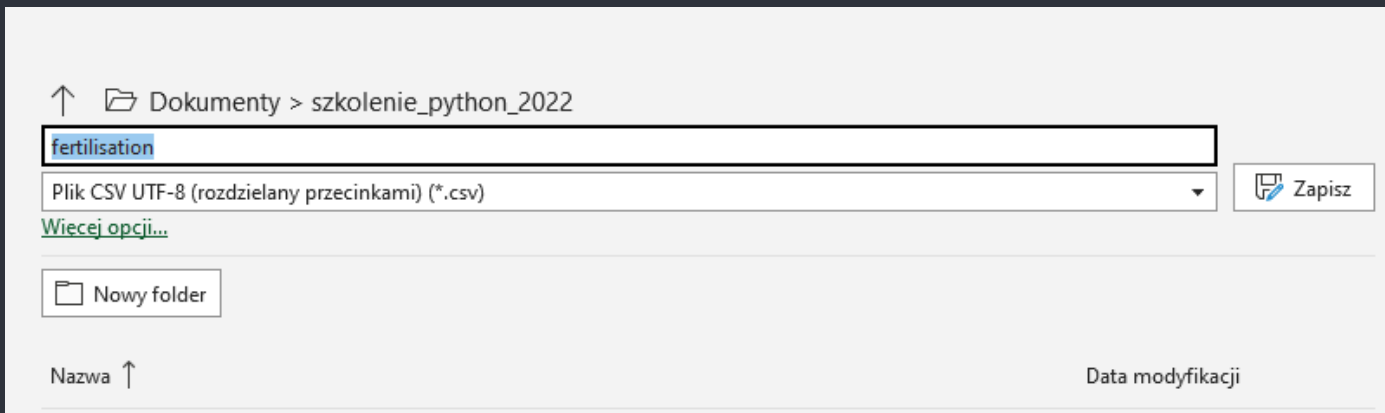 Dokumenty > szkolenie_python_2022
fertilisation
Plik CSV UTF-8 (rozdzielany przecinkami) (*.csv)
Zapisz
Więcej opcji...
Nowy folder
Nazwa ↑ Data modyfikacji